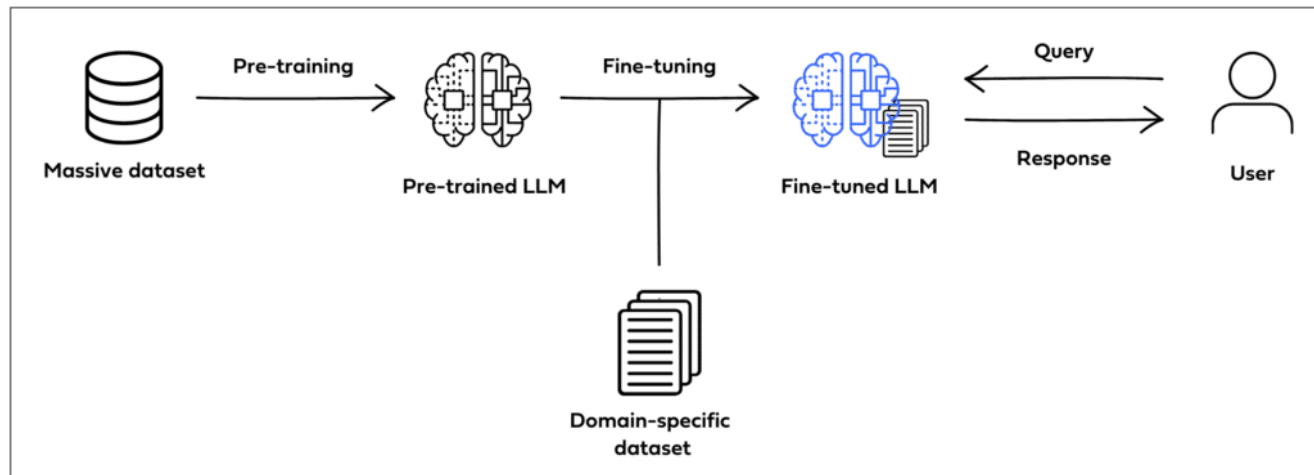 Pre-training
Fine-tuning
Query
Massive dataset
Pre-trained LLM
Fine-tuned LLM
Response
User
Domain-specific
dataset